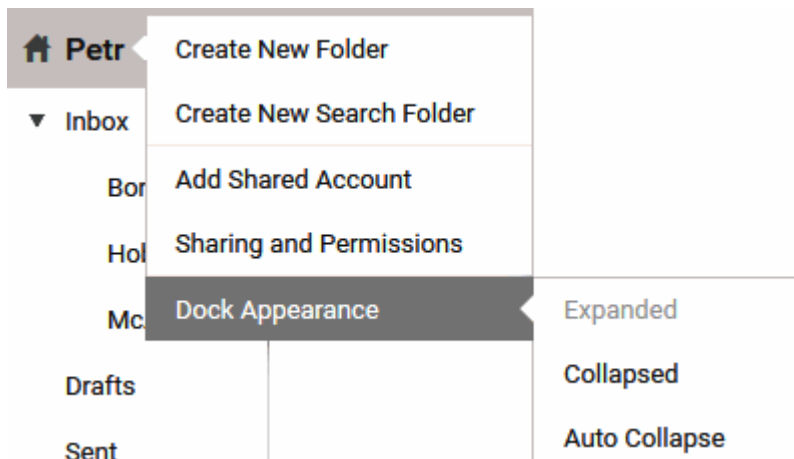 Petr
Create New Folder
Inbox
Create New Search Folder
Add Shared Account
Sharing and Permissions
Dock Appearance
Expanded
Collapsed
Drafts
Auto Collapse
Sent